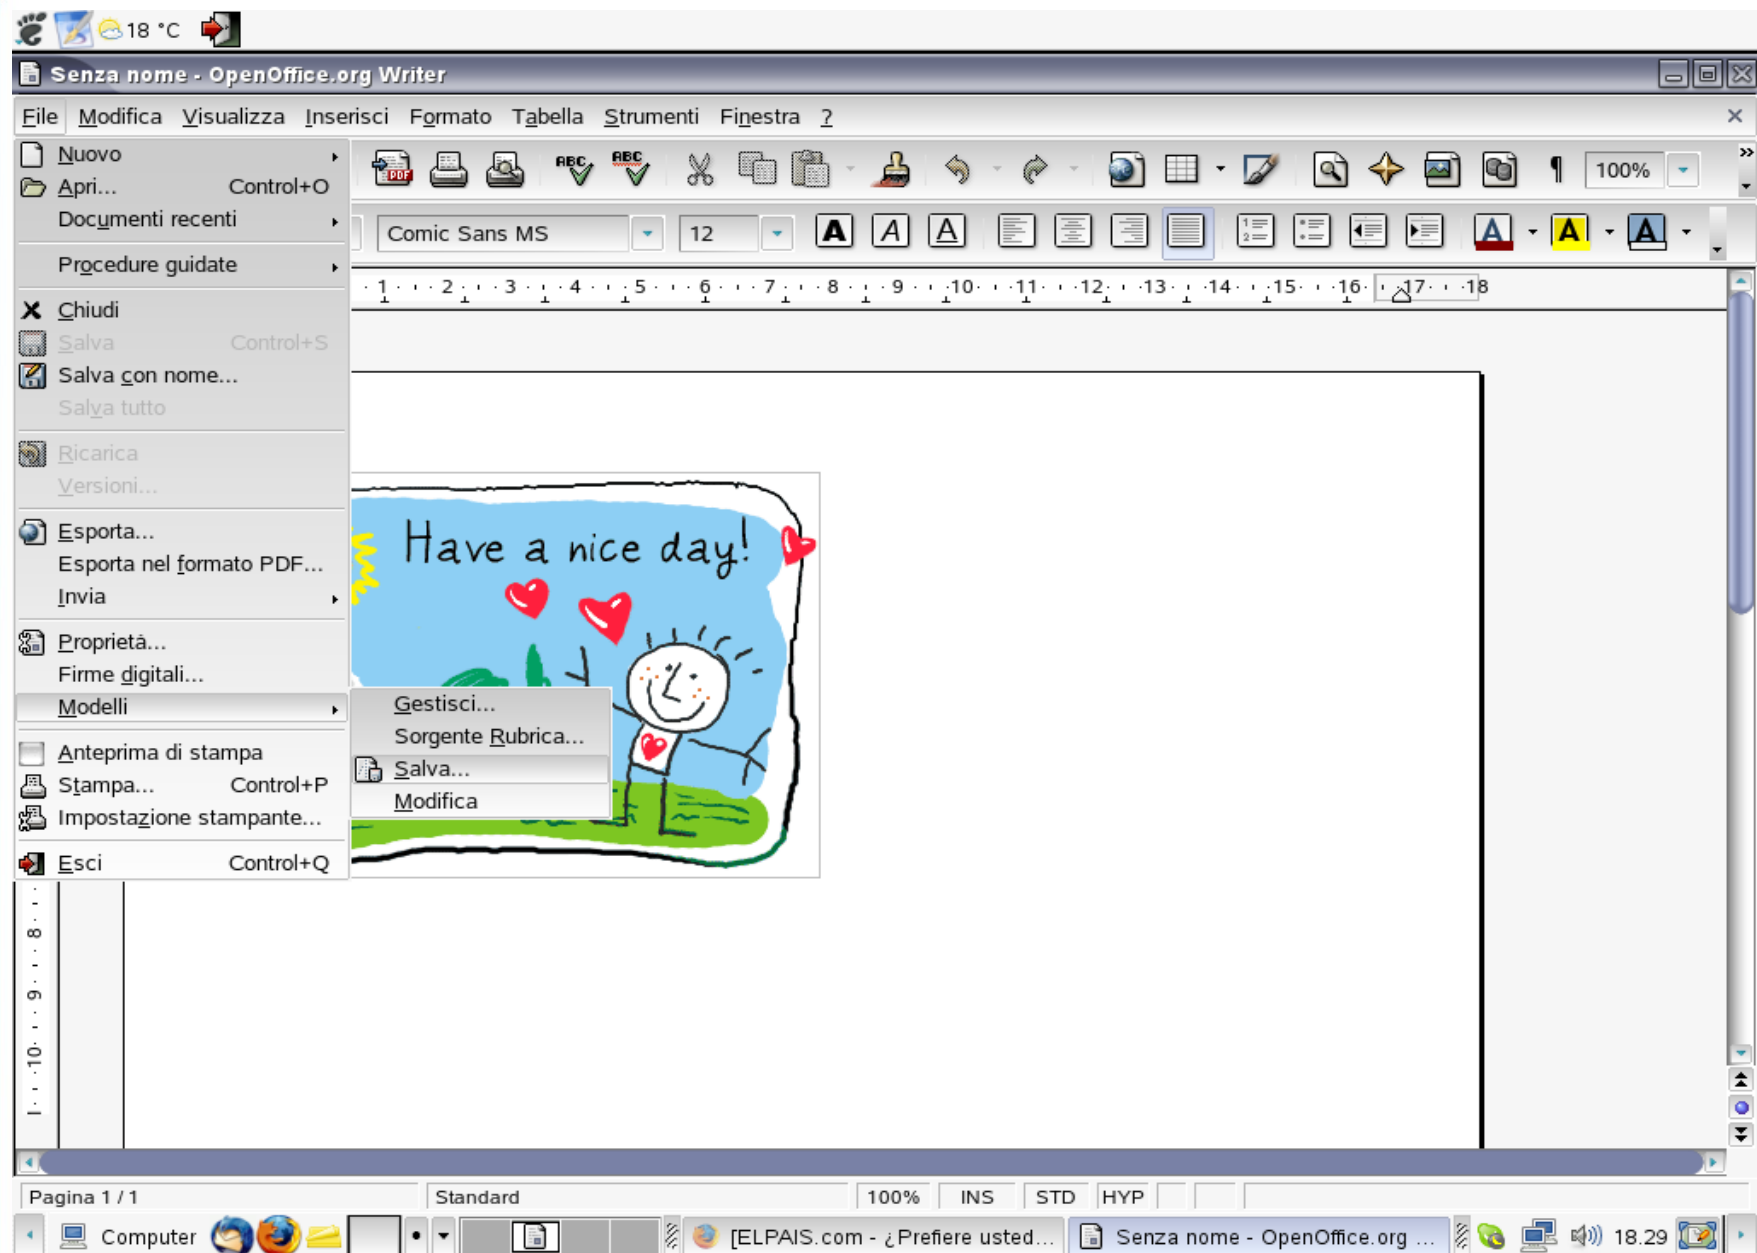 18 °C
Senza nome - OpenOffice.org Writer
File Modifica Visualizza Inserisci Formato Tabella Strumenti Finestra ?
Nuovo
Apri... Control+O
Documenti recenti
Procedure guidate
Chiudi
Salva Control+S
Salva con nome...
Salva tutto
Ricarica
Versioni...
Esporta...
Esporta nel formato PDF...
Invia
Proprietà...
Firme digitali...
Modelli
Anteprima di stampa
Stampa... Control+P
Impostazione stampante...
Esci Control+Q
Gestisci...
Sorgente Rubrica...
Salva...
Modifica
PDF ABC ABC 100%
Comic Sans MS 12 A A A A A A
1 2 3 4 5 6 7 8 9 10 11 12 13 14 15 16 17 18
Have a nice day!
8
9
10
Pagina 1 / 1 Standard 100% INS STD HYP
Computer [ELPAIS.com - ¿Prefiere usted... Senza nome - OpenOffice.org ... 18.29